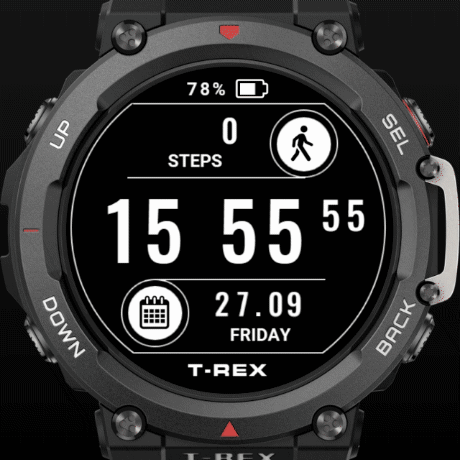 78%
0
STEPS
15 55 55
27.09
FRIDAY
T-REX
UP
SEL
DOWN
BACK
T-REX